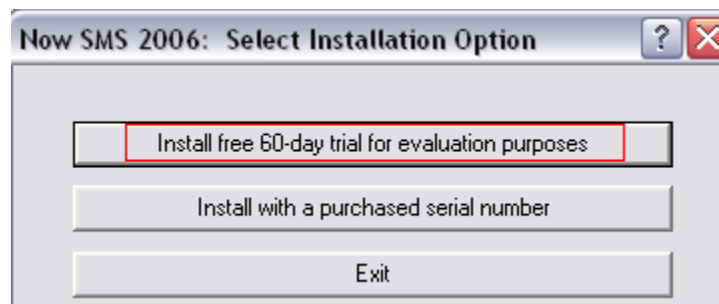 Now SMS 2006: Select Installation Option
Install free 60-day trial for evaluation purposes
Install with a purchased serial number
Exit